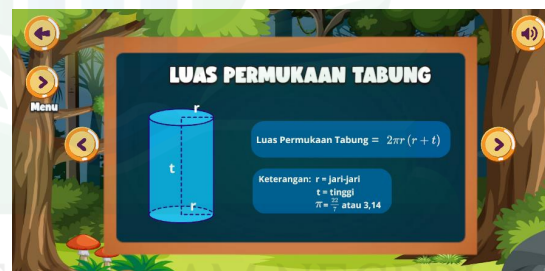 LUAS PERMUKAAN TABUNG
Menu
r
t
r
Luas Permukaan Tabung = 2πr (r + t)
Keterangan: r = jari-jari
t = tinggi
π = 22/7 atau 3,14